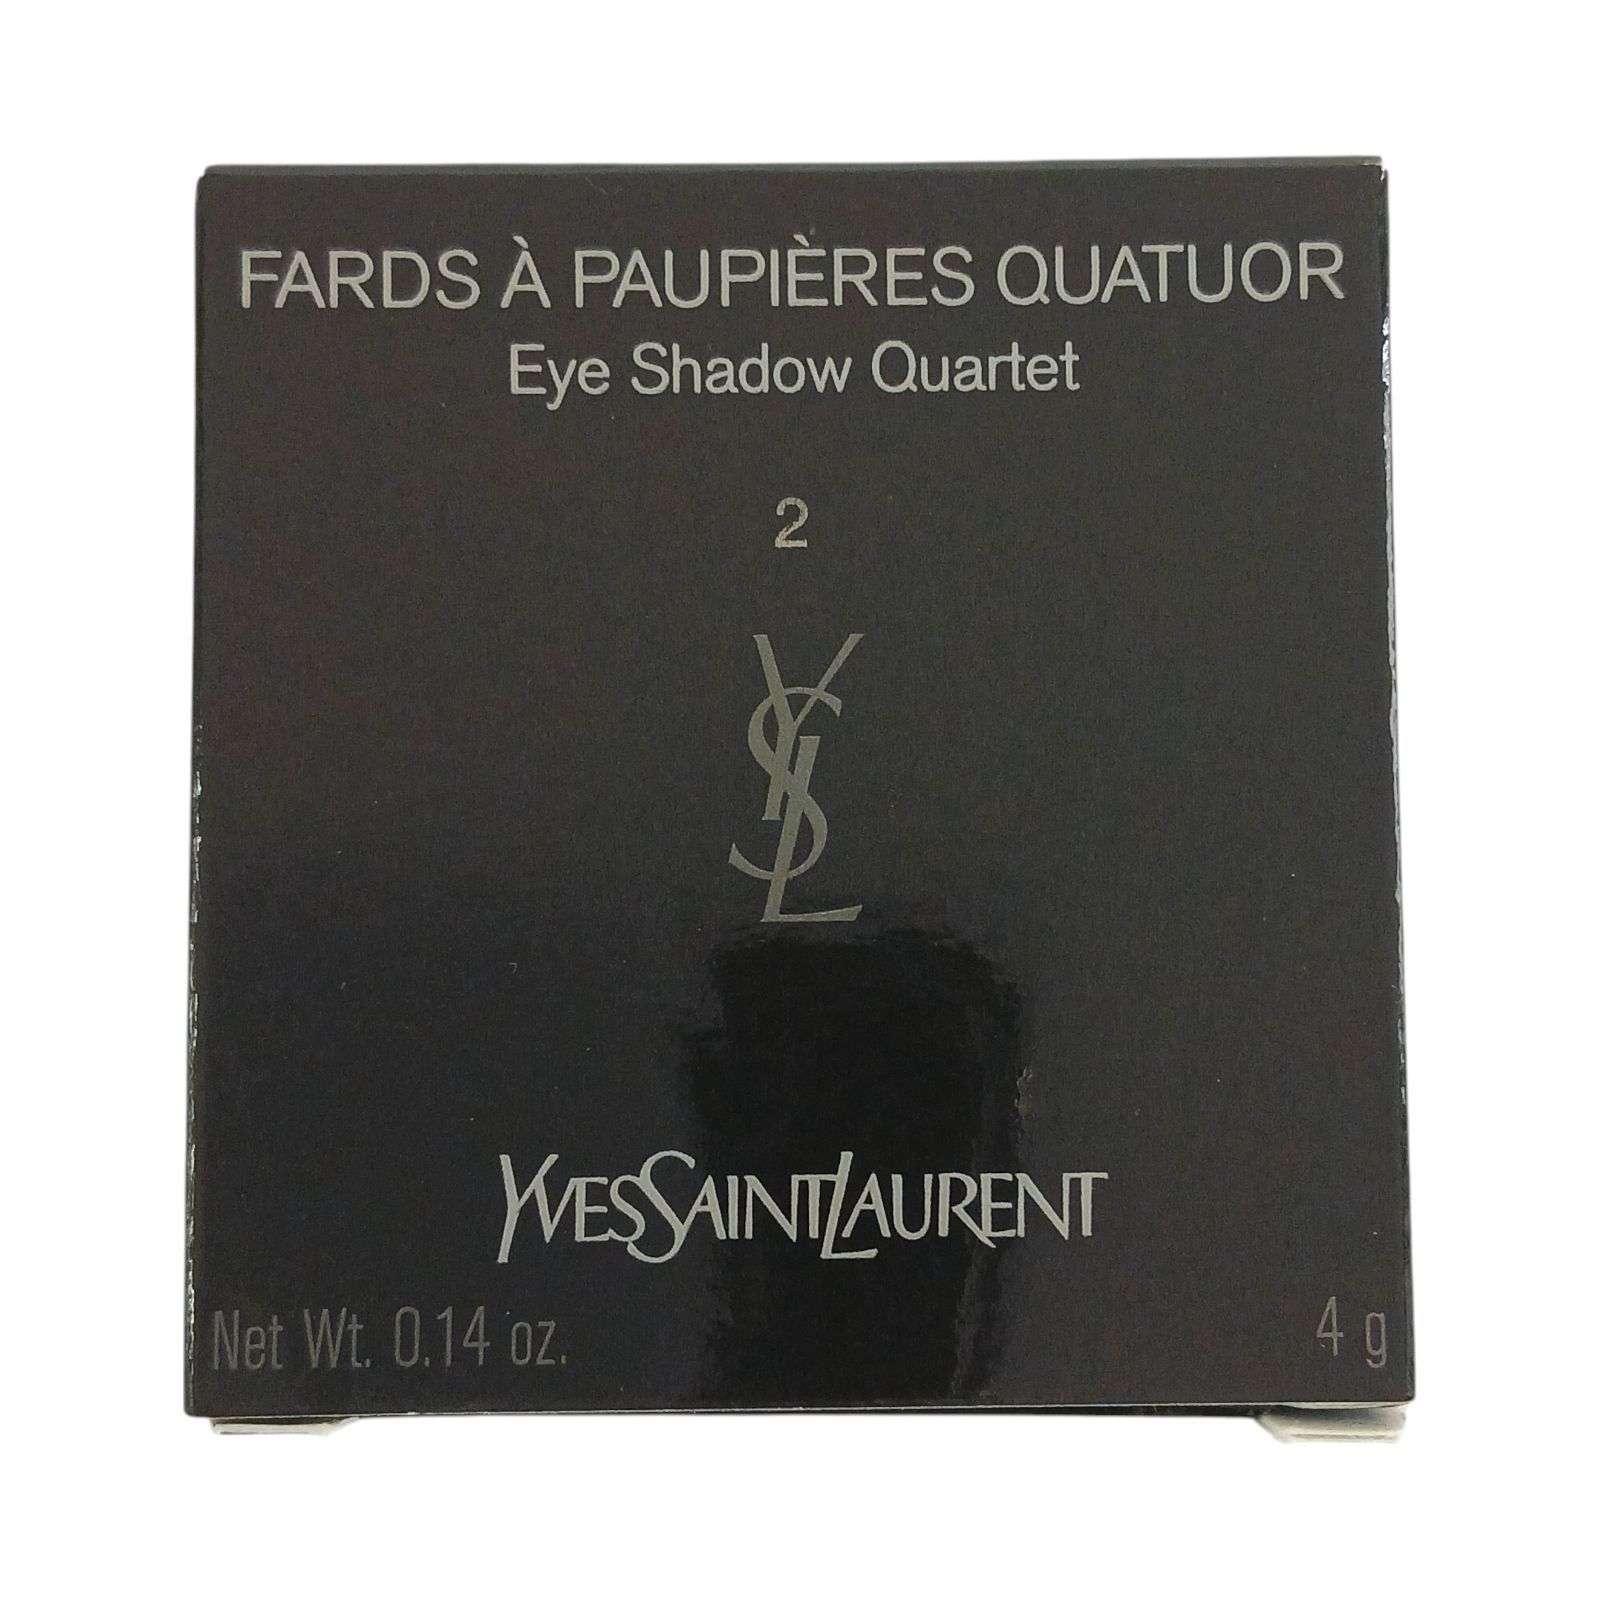 FARDS À PAUPIÈRES QUATUOR
Eye Shadow Quartet
2
YSL
YVESSAINTLAURENT
Net Wt. 0.14 oz. 4 g